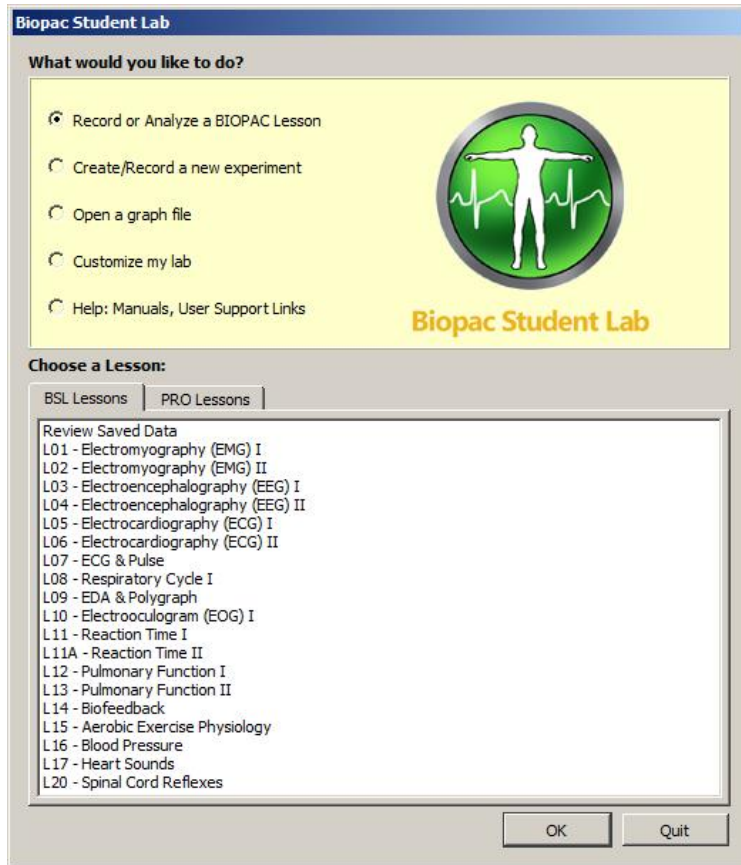 Biopac Student Lab
What would you like to do?
Record or Analyze a BIOPAC Lesson
Create/Record a new experiment
Open a graph file
Customize my lab
Help: Manuals, User Support Links
Biopac Student Lab
Choose a Lesson:
BSL Lessons
PRO Lessons
Review Saved Data
L01 - Electromyography (EMG) I
L02 - Electromyography (EMG) II
L03 - Electroencephalography (EEG) I
L04 - Electroencephalography (EEG) II
L05 - Electrocardiography (ECG) I
L06 - Electrocardiography (ECG) II
L07 - ECG & Pulse
L08 - Respiratory Cycle I
L09 - EDA & Polygraph
L10 - Electrooculogram (EOG) I
L11 - Reaction Time I
L11A - Reaction Time II
L12 - Pulmonary Function I
L13 - Pulmonary Function II
L14 - Biofeedback
L15 - Aerobic Exercise Physiology
L16 - Blood Pressure
L17 - Heart Sounds
L20 - Spinal Cord Reflexes
OK
Quit